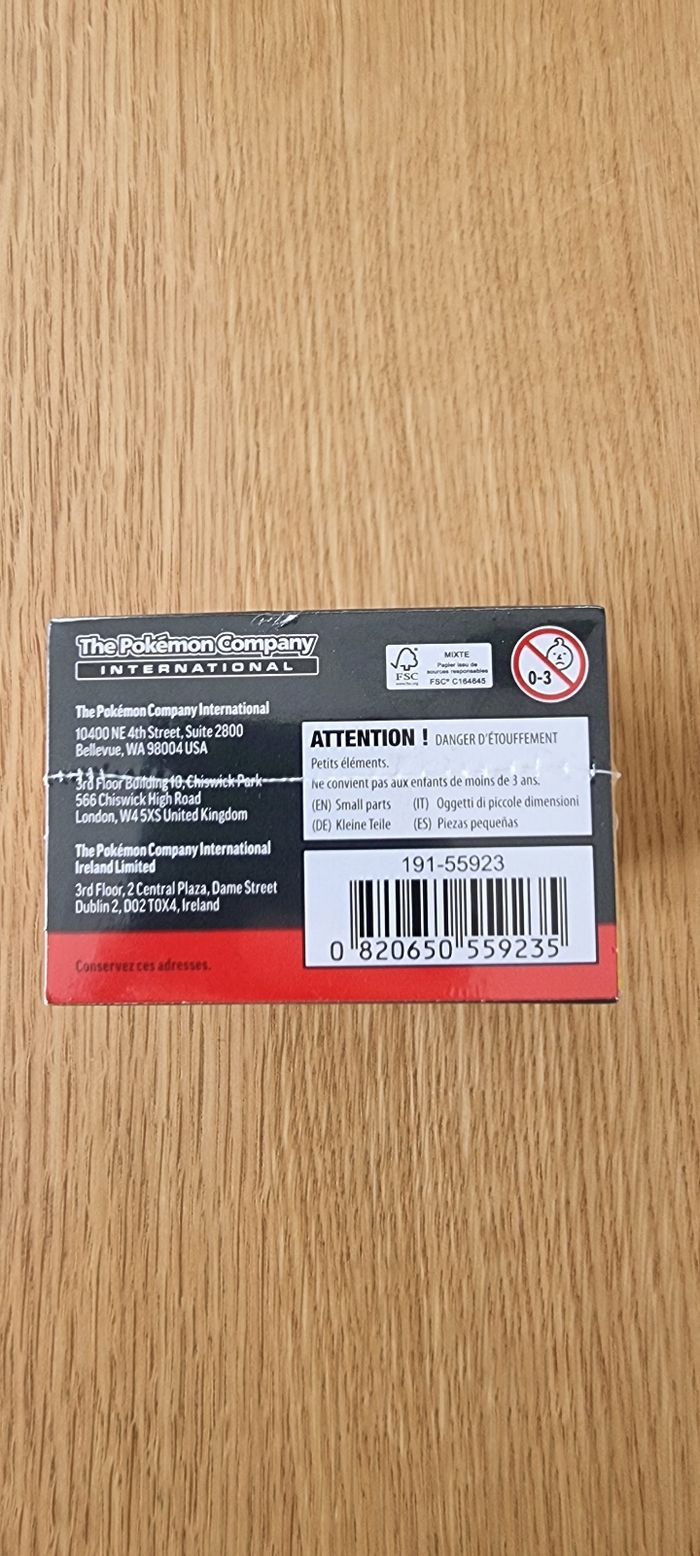 The Pokémon Company
INTERNATIONAL
The Pokémon Company International
10400 NE 4th Street, Suite 2800
Bellevue, WA 98004 USA
3rd Floor Building 10, Chiswick Park
566 Chiswick High Road
London, W4 5XS United Kingdom
The Pokémon Company International
Ireland Limited
3rd Floor, 2 Central Plaza, Dame Street
Dublin 2, D02 T0X4, Ireland
Conservez ces adresses.
FSC
www.fsc.org
MIXTE
Papier issu de
sources responsables
FSC® C164645
0-3
ATTENTION ! DANGER D'ÉTOUFFEMENT
Petits éléments.
Ne convient pas aux enfants de moins de 3 ans.
(EN) Small parts (IT) Oggetti di piccole dimensioni
(DE) Kleine Teile (ES) Piezas pequeñas
191-55923
0 820650 559235